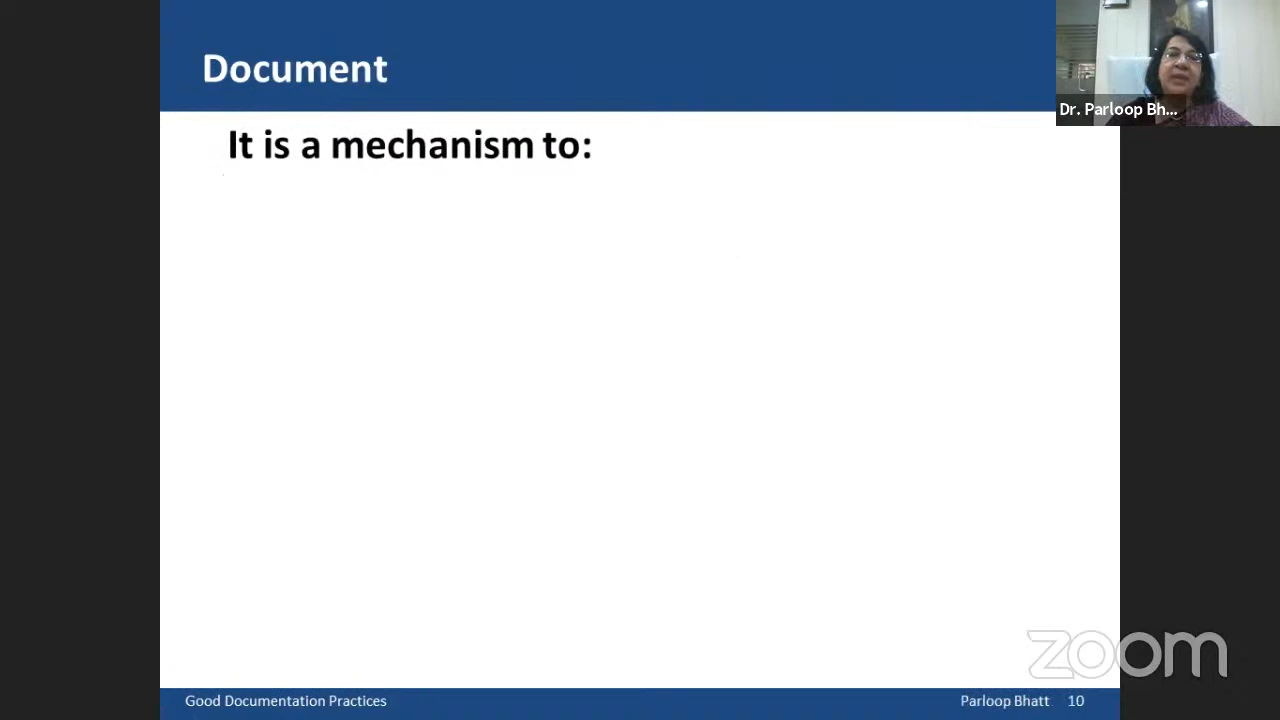 Document
Dr. Parloop Bh...
It is a mechanism to:
zoom
Good Documentation Practices
Parloop Bhatt 10